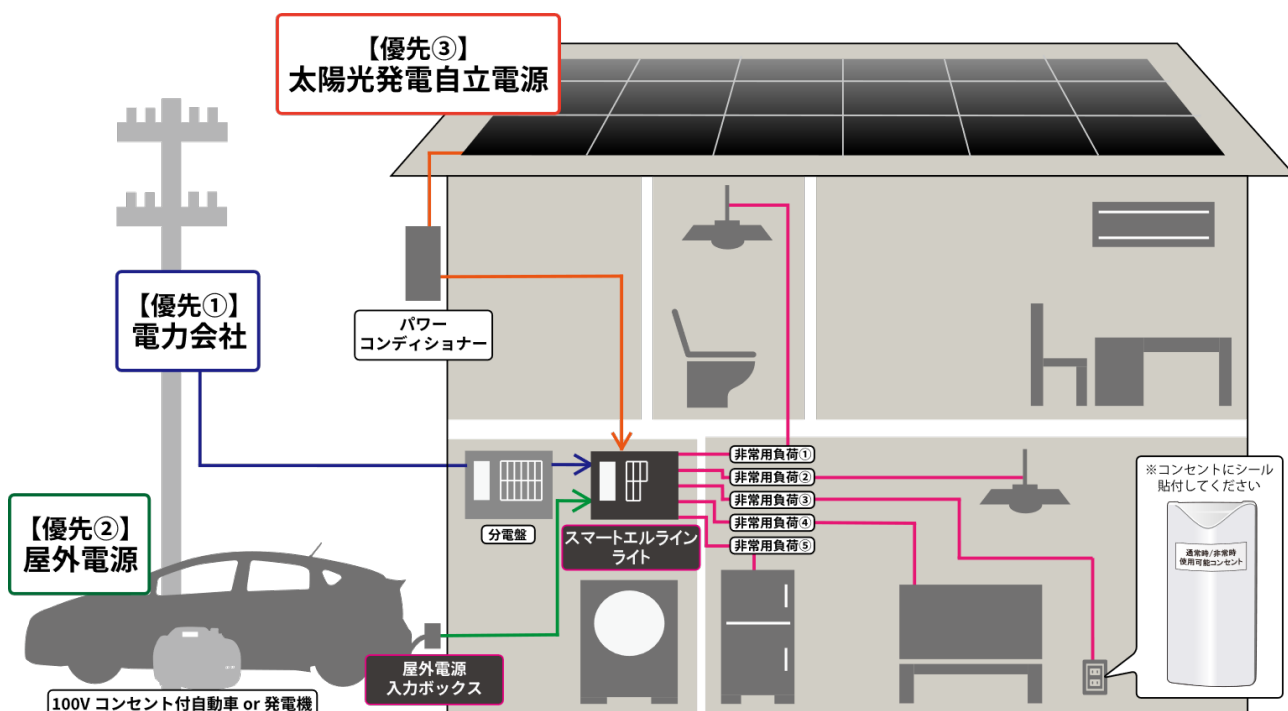 【優先③】
太陽光発電自立電源
【優先①】
電力会社
パワー
コンディショナー
【優先②】
屋外電源
分電盤
スマートエルライン
ライト
非常用負荷①
非常用負荷②
非常用負荷③
非常用負荷④
非常用負荷⑤
※コンセントにシール
貼付してください
通常時/非常時
使用可能コンセント
屋外電源
入力ボックス
100V コンセント付自動車 or 発電機